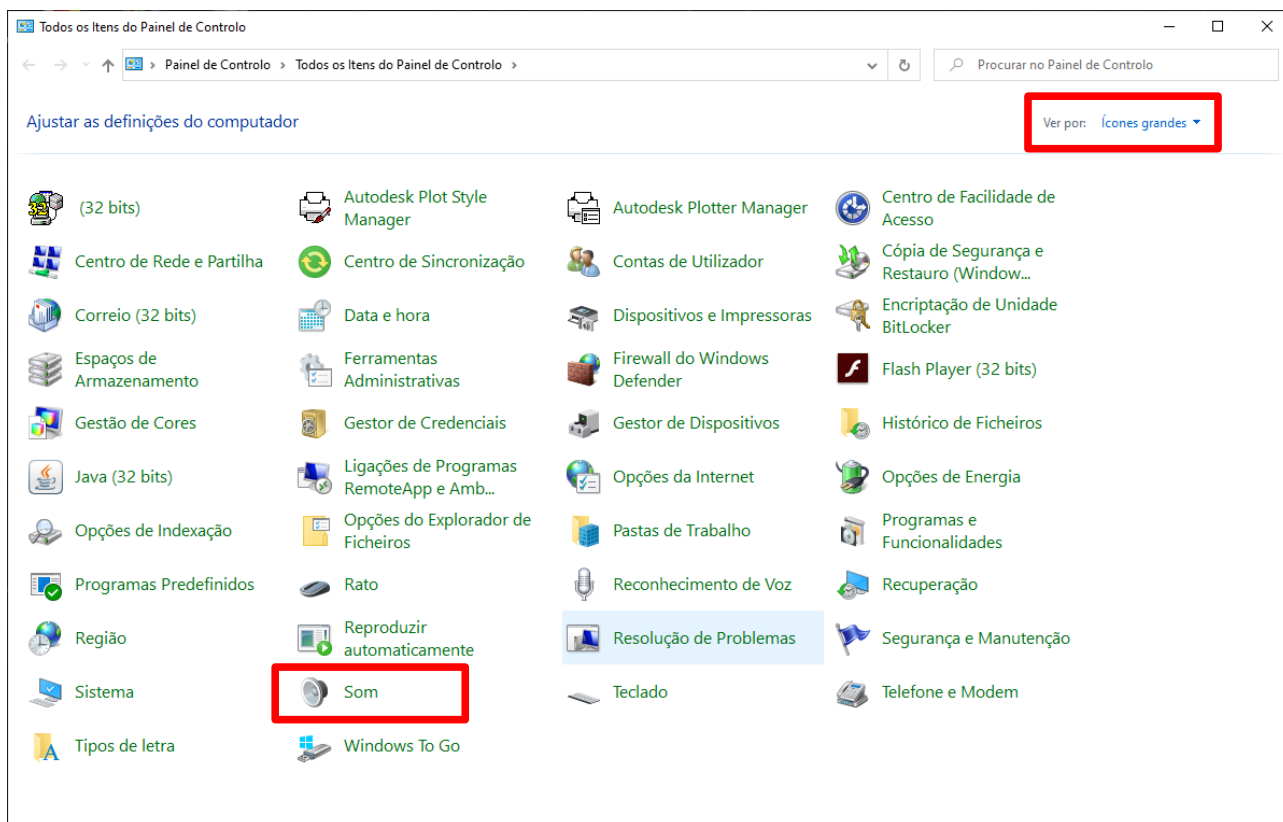 Todos os Itens do Painel de Controlo
Painel de Controlo > Todos os Itens do Painel de Controlo >
Procurar no Painel de Controlo
Ajustar as definições do computador
Ver por: Ícones grandes
(32 bits)
Autodesk Plot Style
Manager
Autodesk Plotter Manager
Centro de Facilidade de
Acesso
Centro de Rede e Partilha
Centro de Sincronização
Contas de Utilizador
Cópia de Segurança e
Restauro (Window...
Correio (32 bits)
Data e hora
Dispositivos e Impressoras
Encriptação de Unidade
BitLocker
Espaços de
Armazenamento
Ferramentas
Administrativas
Firewall do Windows
Defender
Flash Player (32 bits)
Gestão de Cores
Gestor de Credenciais
Gestor de Dispositivos
Histórico de Ficheiros
Java (32 bits)
Ligações de Programas
RemoteApp e Amb...
Opções da Internet
Opções de Energia
Opções de Indexação
Opções do Explorador de
Ficheiros
Pastas de Trabalho
Programas e
Funcionalidades
Programas Predefinidos
Rato
Reconhecimento de Voz
Recuperação
Região
Reproduzir
automaticamente
Resolução de Problemas
Segurança e Manutenção
Sistema
Som
Teclado
Telefone e Modem
Tipos de letra
Windows To Go